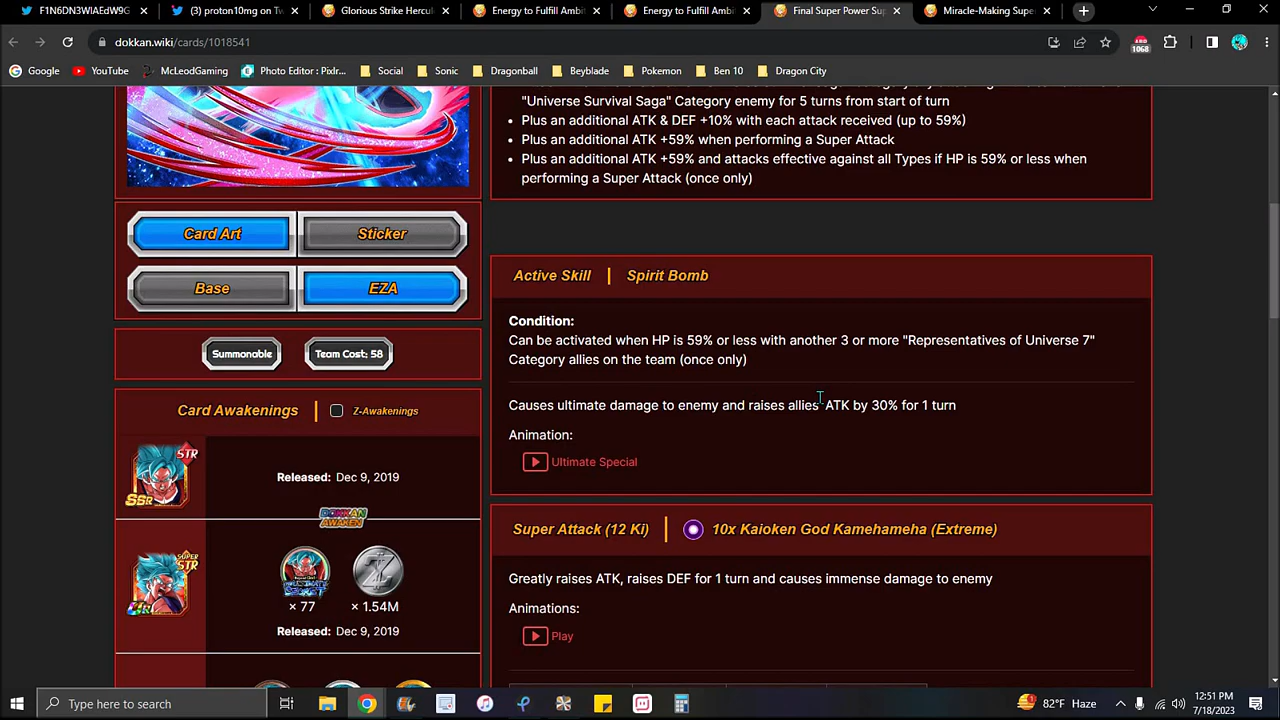 F1N6DN3WIAEdW9G
(3) proton10mg on Tw
Glorious Strike Hercul
Energy to Fulfill Ambit
Energy to Fulfill Ambi
Final Super Power Sup
Miracle-Making Super
dokkan.wiki/cards/1018541
1068
Google
YouTube
McLeodGaming
Photo Editor : Pixlr...
Social
Sonic
Dragonball
Beyblade
Pokemon
Ben 10
Dragon City
"Universe Survival Saga" Category enemy for 5 turns from start of turn
Plus an additional ATK & DEF +10% with each attack received (up to 59%)
Plus an additional ATK +59% when performing a Super Attack
Plus an additional ATK +59% and attacks effective against all Types if HP is 59% or less when
performing a Super Attack (once only)
Card Art
Sticker
Base
EZA
Summonable
Team Cost: 58
Card Awakenings
Z-Awakenings
STR
SSR
Released: Dec 9, 2019
DOKKAN
AWAKEN
SUPER
STR
UR
× 77
× 1.54M
Released: Dec 9, 2019
Active Skill | Spirit Bomb
Condition:
Can be activated when HP is 59% or less with another 3 or more "Representatives of Universe 7"
Category allies on the team (once only)
Causes ultimate damage to enemy and raises allies' ATK by 30% for 1 turn
Animation:
Ultimate Special
Super Attack (12 Ki) | 10x Kaioken God Kamehameha (Extreme)
Greatly raises ATK, raises DEF for 1 turn and causes immense damage to enemy
Animations:
Play
Type here to search
82°F Haze
12:51 PM
7/18/2023